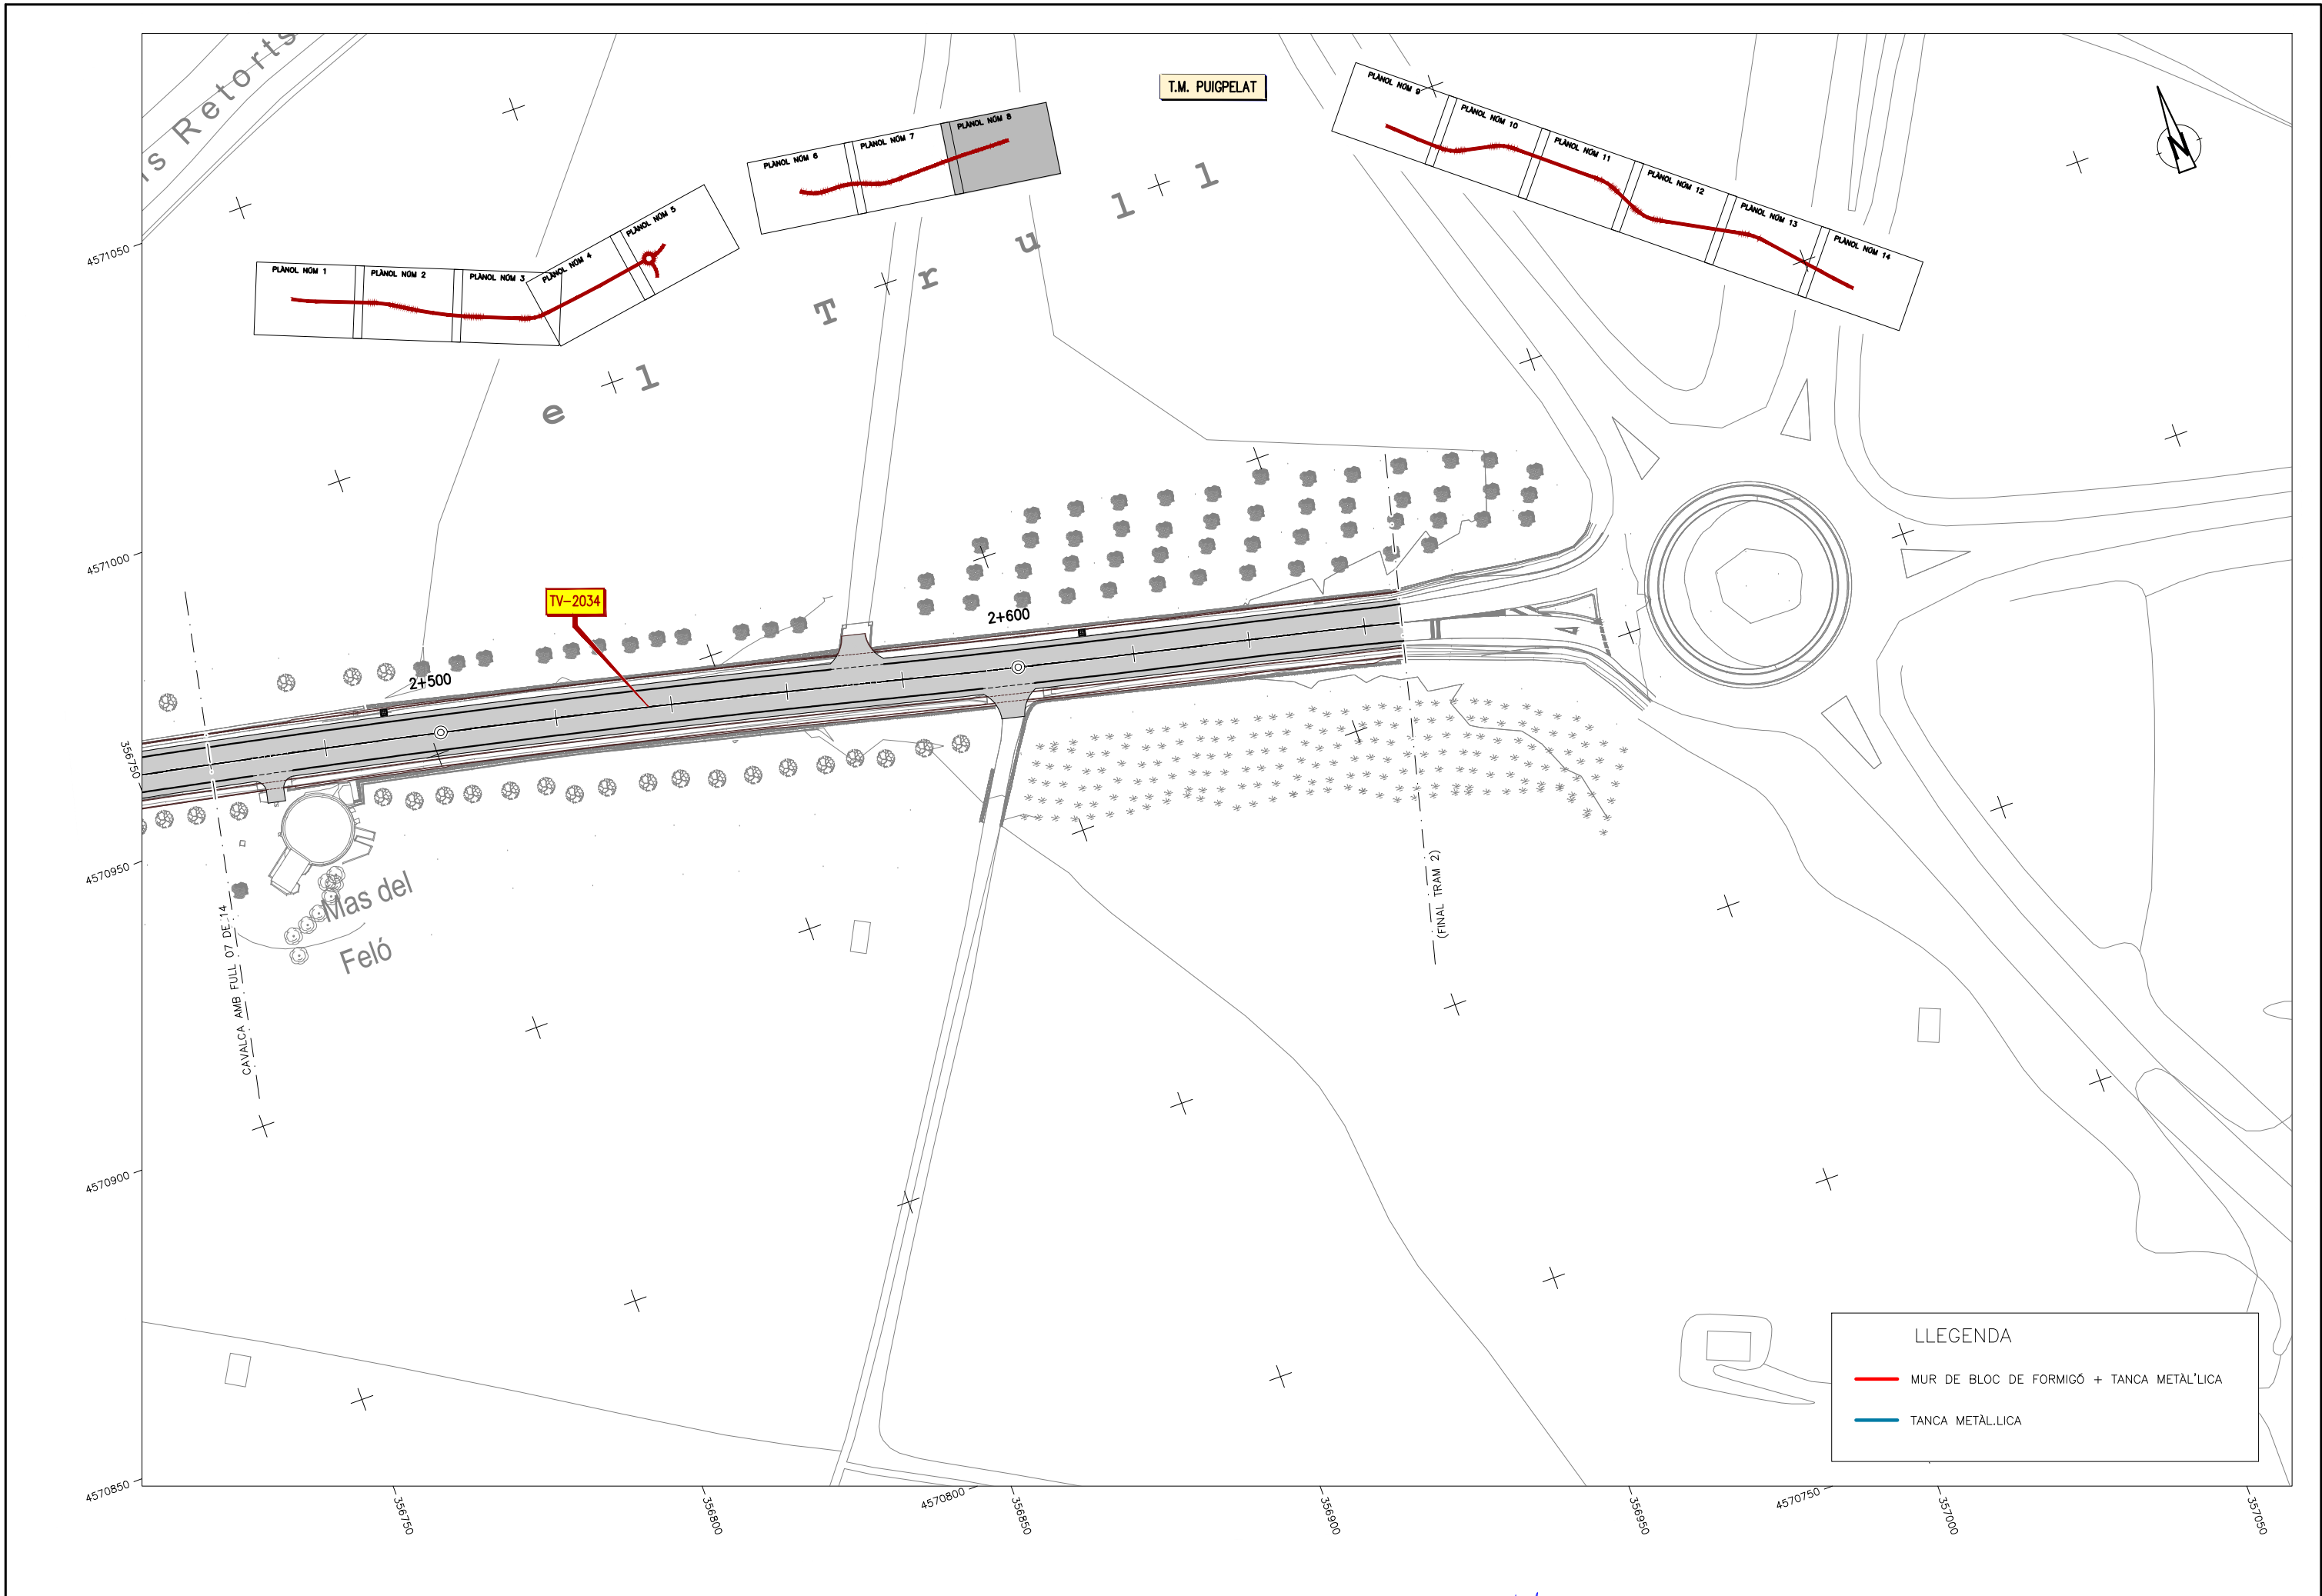 is Retorts
T.M. PUIGPELAT
PLÀNOL NÚM 9
PLÀNOL NÚM 10
PLÀNOL NÚM 11
PLÀNOL NÚM 12
PLÀNOL NÚM 13
PLÀNOL NÚM 14
PLÀNOL NÚM 6
PLÀNOL NÚM 7
PLÀNOL NÚM 8
PLÀNOL NÚM 1
PLÀNOL NÚM 2
PLÀNOL NÚM 3
PLÀNOL NÚM 4
PLÀNOL NÚM 5
N
e l T r u l l
4571050
4571000
4570950
4570900
4570850
356750
TV-2034
2+500
2+600
Mas del
Feló
CAVALCA AMB FULL 07 DE 14
(FINAL TRAM 2)
LLEGENDA
MUR DE BLOC DE FORMIGÓ + TANCA METÀL'LICA
TANCA METÀL.LICA
356750
356800
4570800
356850
356900
356950
4570750
357000
357050